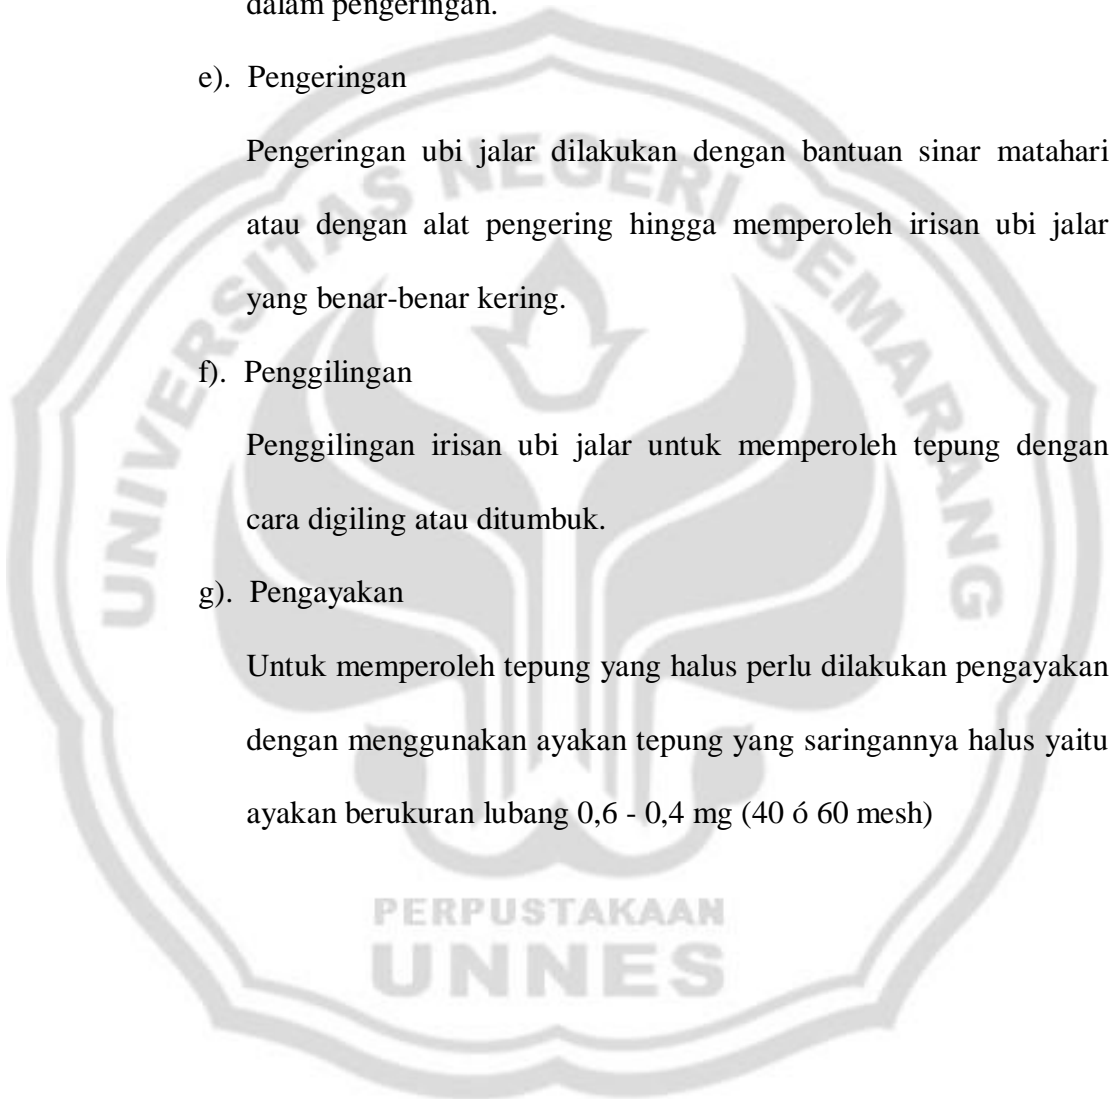 dalam pengeringan.
e). Pengeringan
Pengeringan ubi jalar dilakukan dengan bantuan sinar matahari
atau dengan alat pengering hingga memperoleh irisan ubi jalar
yang benar-benar kering.
f). Penggilingan
Penggilingan irisan ubi jalar untuk memperoleh tepung dengan
cara digiling atau ditumbuk.
g). Pengayakan
Untuk memperoleh tepung yang halus perlu dilakukan pengayakan
dengan menggunakan ayakan tepung yang saringannya halus yaitu
ayakan berukuran lubang 0,6 - 0,4 mg (40 ó 60 mesh)
UNIVERSITAS NEGERI SEMARANG
PERPUSTAKAAN
UNNES